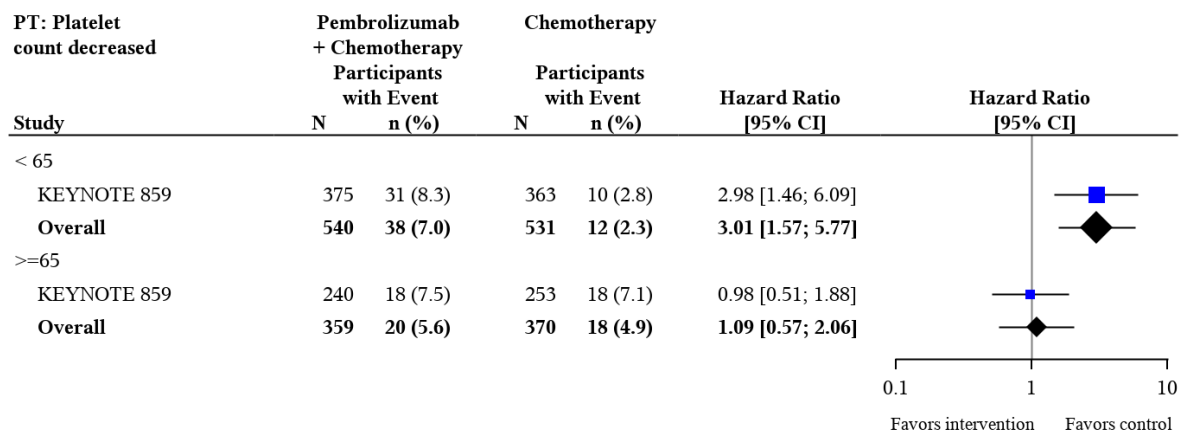 PT: Platelet Pembrolizumab Chemotherapy
count decreased + Chemotherapy
Participants Participants
with Event with Event Hazard Ratio Hazard Ratio
Study N n (%) N n (%) [95% CI] [95% CI]
< 65
KEYNOTE 859 375 31 (8.3) 363 10 (2.8) 2.98 [1.46; 6.09]
Overall 540 38 (7.0) 531 12 (2.3) 3.01 [1.57; 5.77]
>=65
KEYNOTE 859 240 18 (7.5) 253 18 (7.1) 0.98 [0.51; 1.88]
Overall 359 20 (5.6) 370 18 (4.9) 1.09 [0.57; 2.06]
0.1 1 10
Favors intervention Favors control